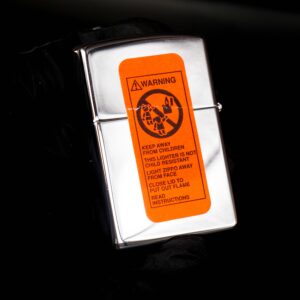 WARNING
KEEP AWAY
FROM CHILDREN
THIS LIGHTER IS NOT
CHILD RESISTANT
LIGHT ZIPPO AWAY
FROM FACE
CLOSE LID TO
PUT OUT FLAME
READ
INSTRUCTIONS